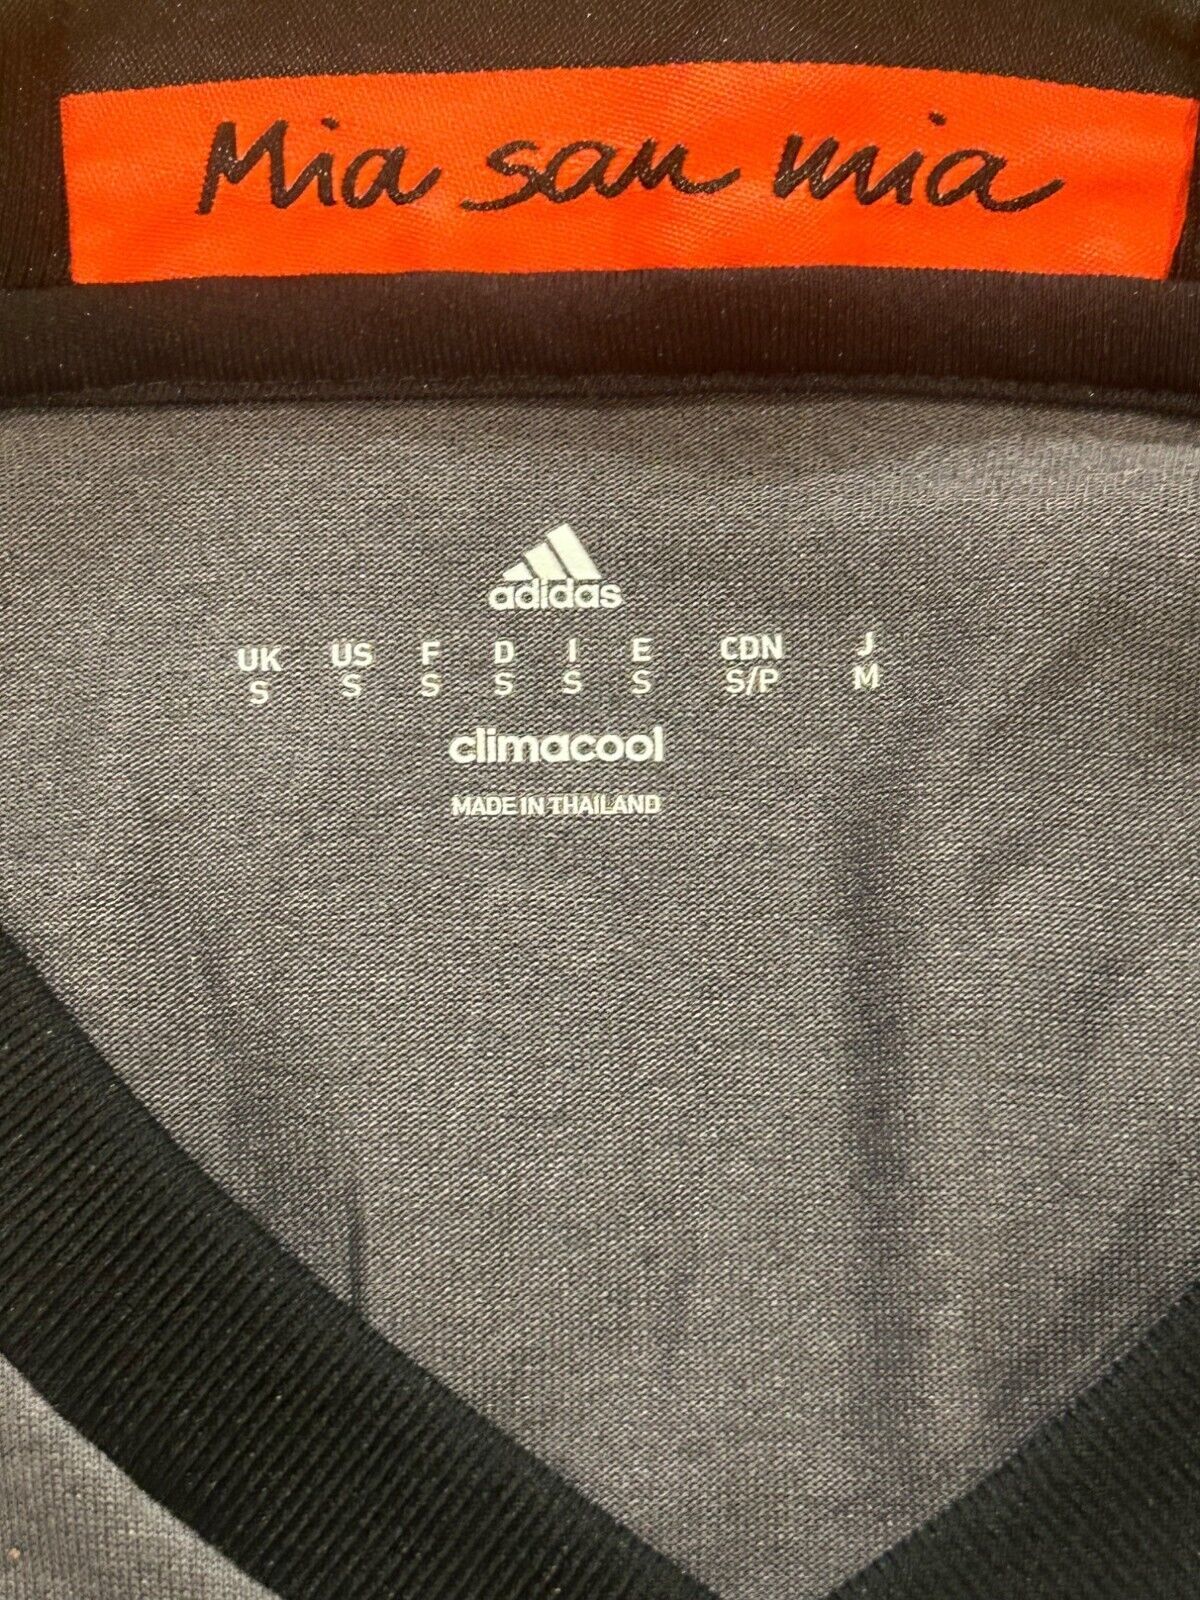 Mia san mia
adidas
UK US F D I E CDN J
S S S S S S S/P M
climacool
MADE IN THAILAND